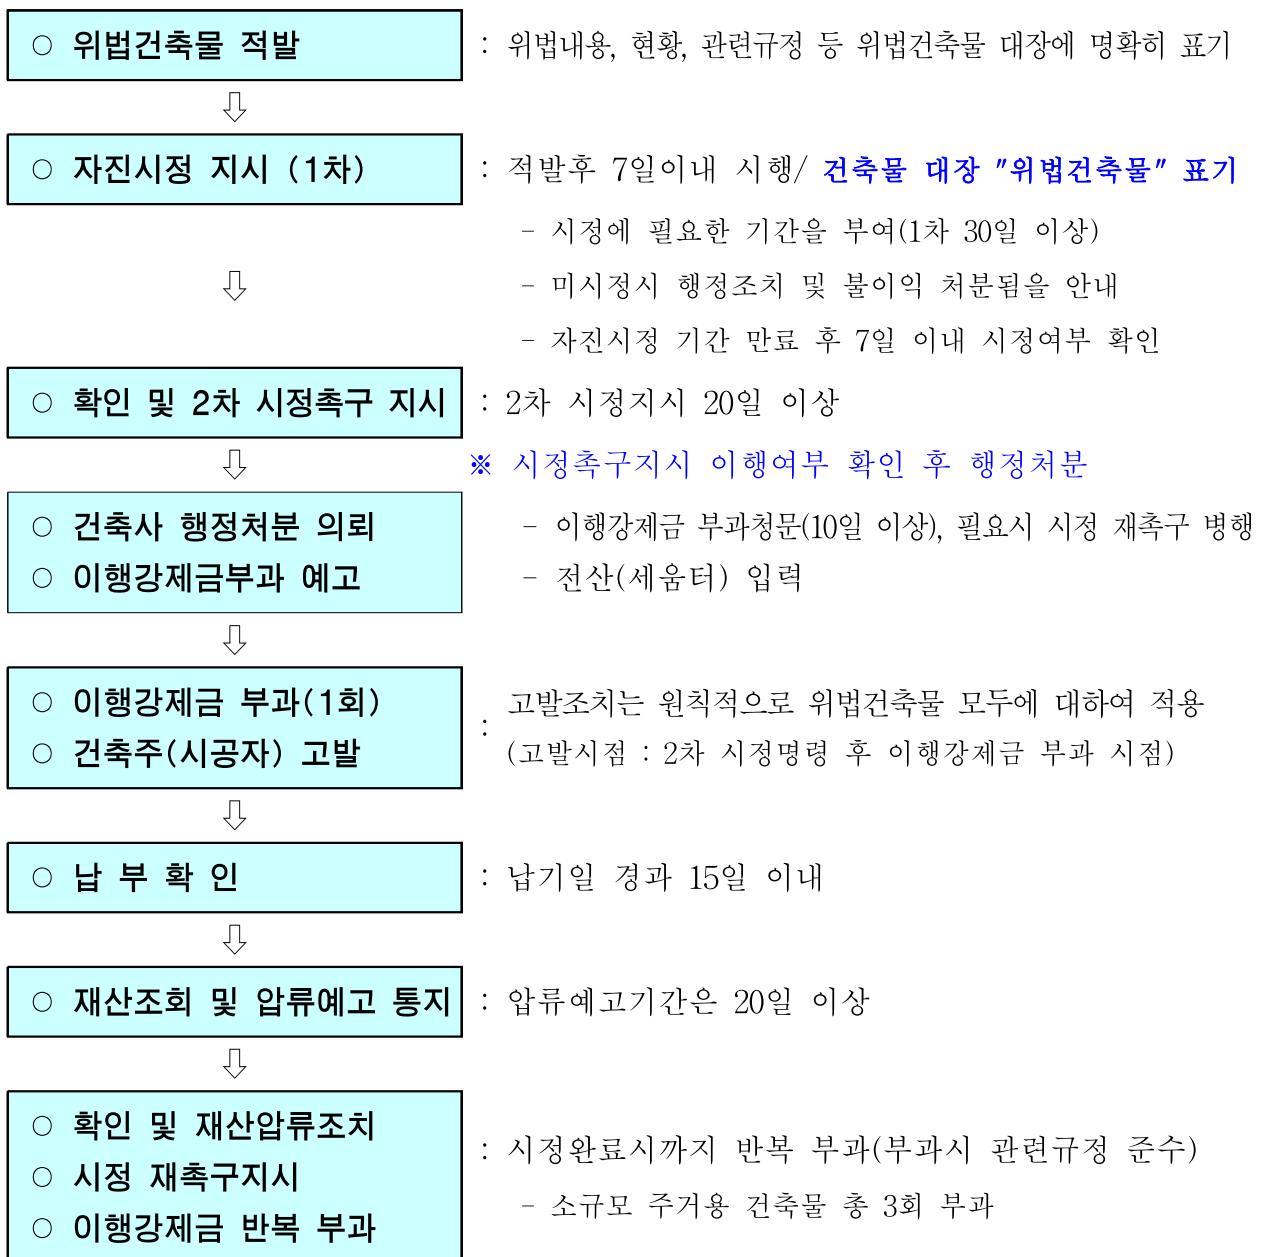 ○ 위법건축물 적발 : 위법내용, 현황, 관련규정 등 위법건축물 대장에 명확히 표기
⇩
○ 자진시정 지시 (1차) : 적발후 7일이내 시행/ 건축물 대장 "위법건축물" 표기
- 시정에 필요한 기간을 부여(1차 30일 이상)
⇩ - 미시정시 행정조치 및 불이익 처분됨을 안내
- 자진시정 기간 만료 후 7일 이내 시정여부 확인
○ 확인 및 2차 시정촉구 지시 : 2차 시정지시 20일 이상
⇩ ※ 시정촉구지시 이행여부 확인 후 행정처분
○ 건축사 행정처분 의뢰 - 이행강제금 부과청문(10일 이상), 필요시 시정 재촉구 병행
○ 이행강제금부과 예고 - 전산(세움터) 입력
⇩
○ 이행강제금 부과(1회) : 고발조치는 원칙적으로 위법건축물 모두에 대하여 적용
○ 건축주(시공자) 고발 (고발시점 : 2차 시정명령 후 이행강제금 부과 시점)
⇩
○ 납 부 확 인 : 납기일 경과 15일 이내
⇩
○ 재산조회 및 압류예고 통지 : 압류예고기간은 20일 이상
⇩
○ 확인 및 재산압류조치
○ 시정 재촉구지시 : 시정완료시까지 반복 부과(부과시 관련규정 준수)
○ 이행강제금 반복 부과 - 소규모 주거용 건축물 총 3회 부과